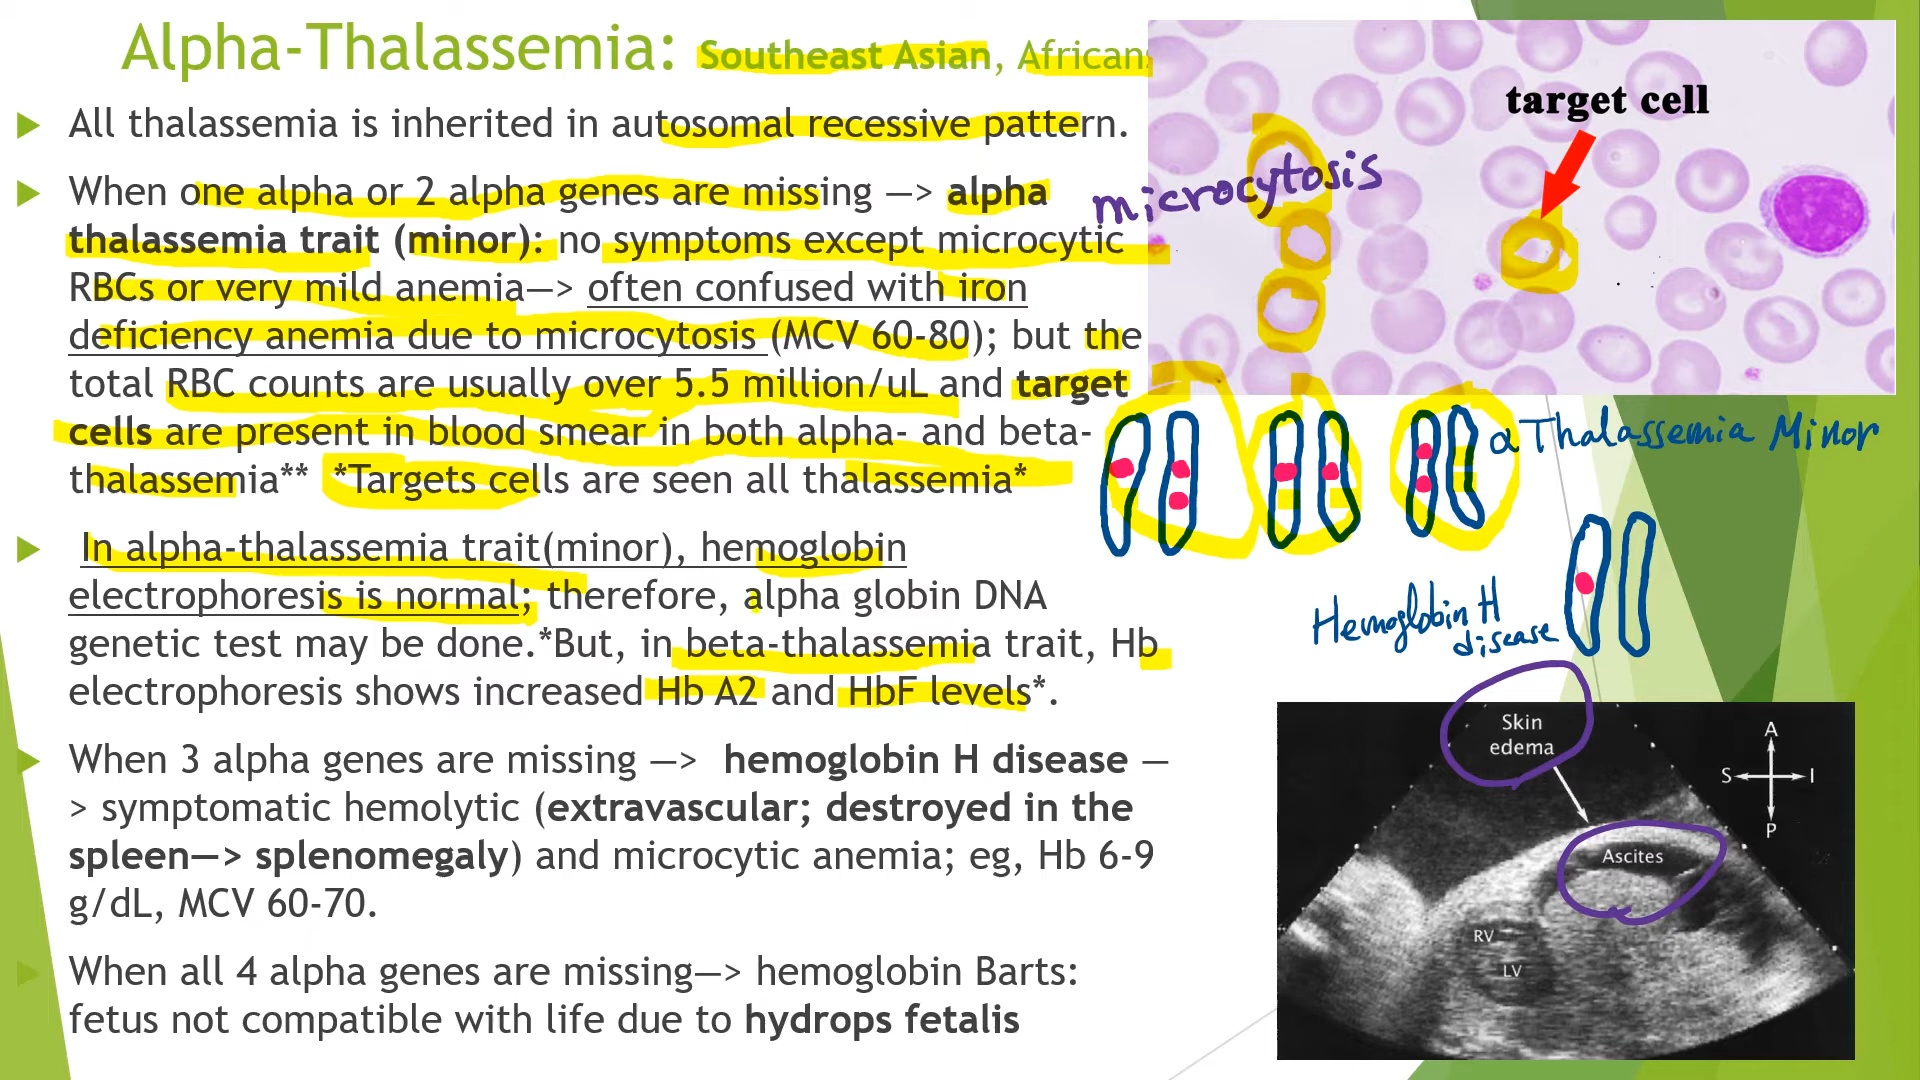 Alpha-Thalassemia: Southeast Asian, Africans
All thalassemia is inherited in autosomal recessive pattern.
When one alpha or 2 alpha genes are missing —> alpha
thalassemia trait (minor): no symptoms except microcytic
RBCs or very mild anemia—> often confused with iron
deficiency anemia due to microcytosis (MCV 60-80); but the
total RBC counts are usually over 5.5 million/uL and target
cells are present in blood smear in both alpha- and beta-
thalassemia** *Targets cells are seen all thalassemia*
In alpha-thalassemia trait(minor), hemoglobin
electrophoresis is normal; therefore, alpha globin DNA
genetic test may be done.*But, in beta-thalassemia trait, Hb
electrophoresis shows increased Hb A2 and HbF levels*.
When 3 alpha genes are missing —> hemoglobin H disease —
> symptomatic hemolytic (extravascular; destroyed in the
spleen—> splenomegaly) and microcytic anemia; eg, Hb 6-9
g/dL, MCV 60-70.
When all 4 alpha genes are missing—> hemoglobin Barts:
fetus not compatible with life due to hydrops fetalis
target cell
microcytosis
α Thalassemia Minor
Hemoglobin H
disease
Skin
edema
A
S I
P
Ascites
RV
LV